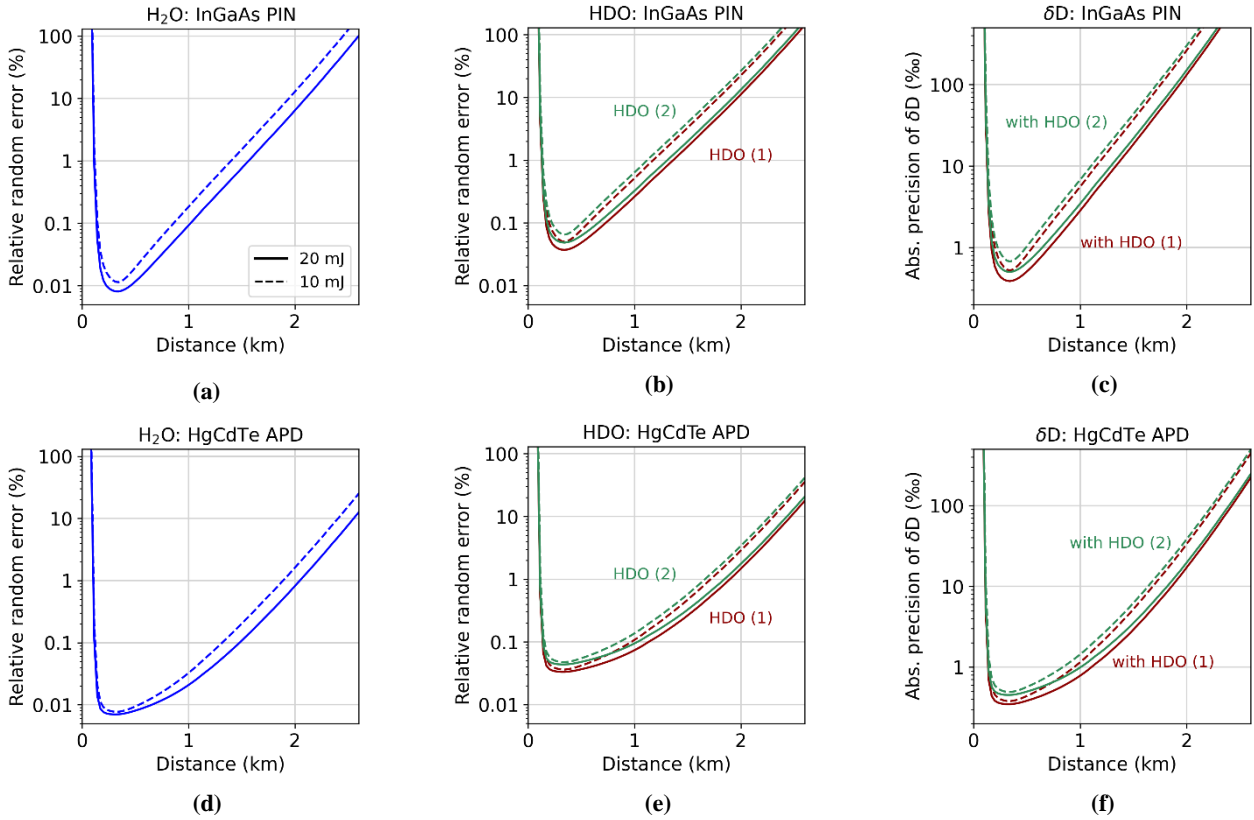 H₂O: InGaAs PIN
Relative random error (%)
100
10
1
0.1
0.01
20 mJ
10 mJ
0
1
2
Distance (km)
(a)
HDO: InGaAs PIN
Relative random error (%)
100
10
1
0.1
0.01
HDO (2)
HDO (1)
0
1
2
Distance (km)
(b)
δD: InGaAs PIN
Abs. precision of δD (‰)
100
10
1
with HDO (2)
with HDO (1)
0
1
2
Distance (km)
(c)
H₂O: HgCdTe APD
Relative random error (%)
100
10
1
0.1
0.01
0
1
2
Distance (km)
(d)
HDO: HgCdTe APD
Relative random error (%)
100
10
1
0.1
0.01
HDO (2)
HDO (1)
0
1
2
Distance (km)
(e)
δD: HgCdTe APD
Abs. precision of δD (‰)
100
10
1
with HDO (2)
with HDO (1)
0
1
2
Distance (km)
(f)